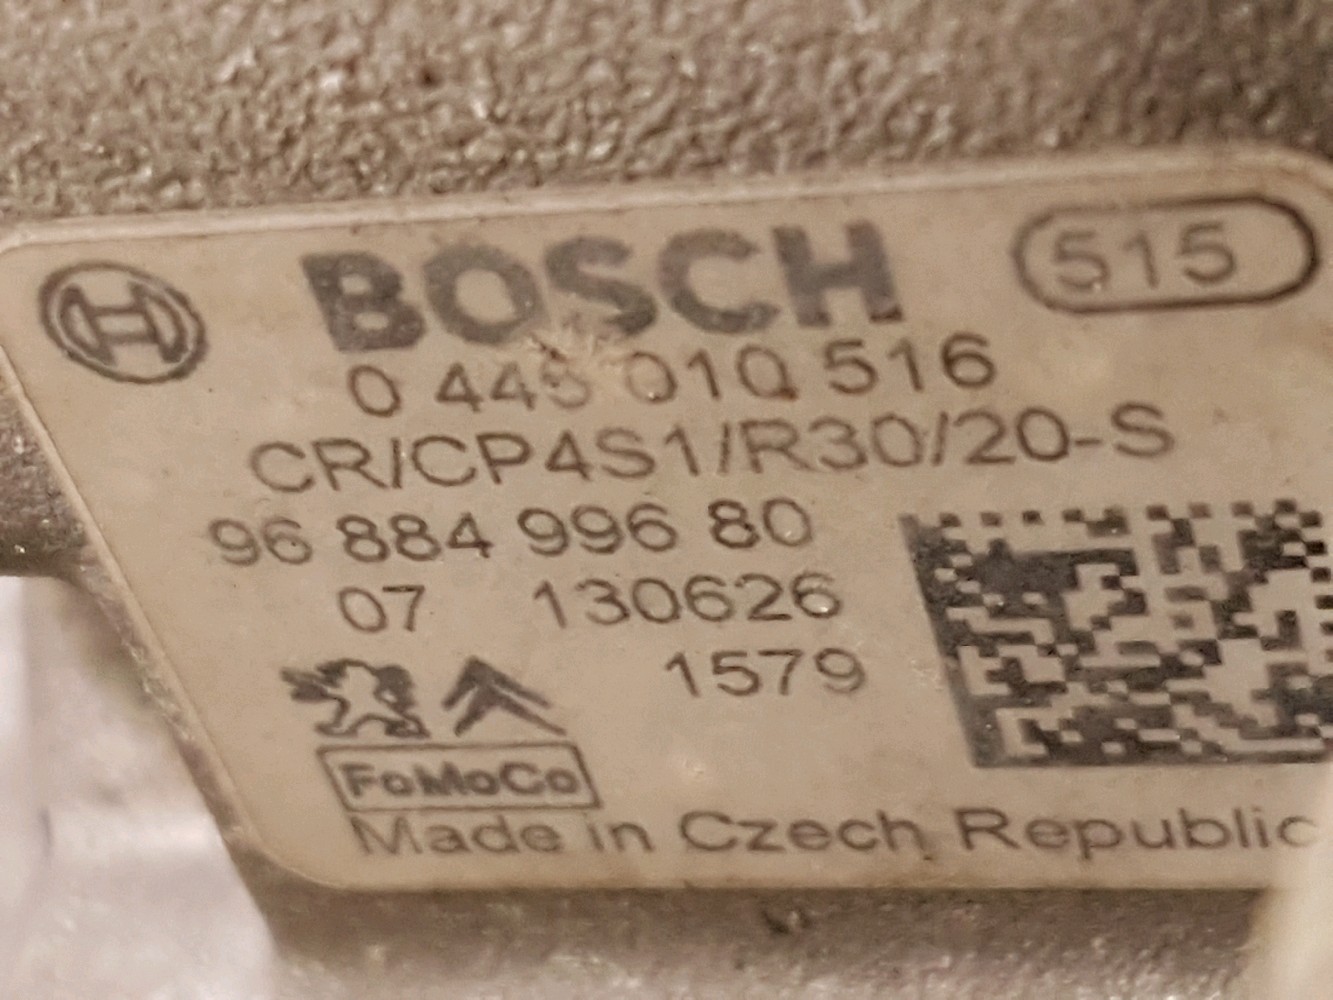 BOSCH 515
0 445 010 516
CR/CP4S1/R30/20-S
96 884 996 80
07 130626
1579
FoMoCo
Made in Czech Republic